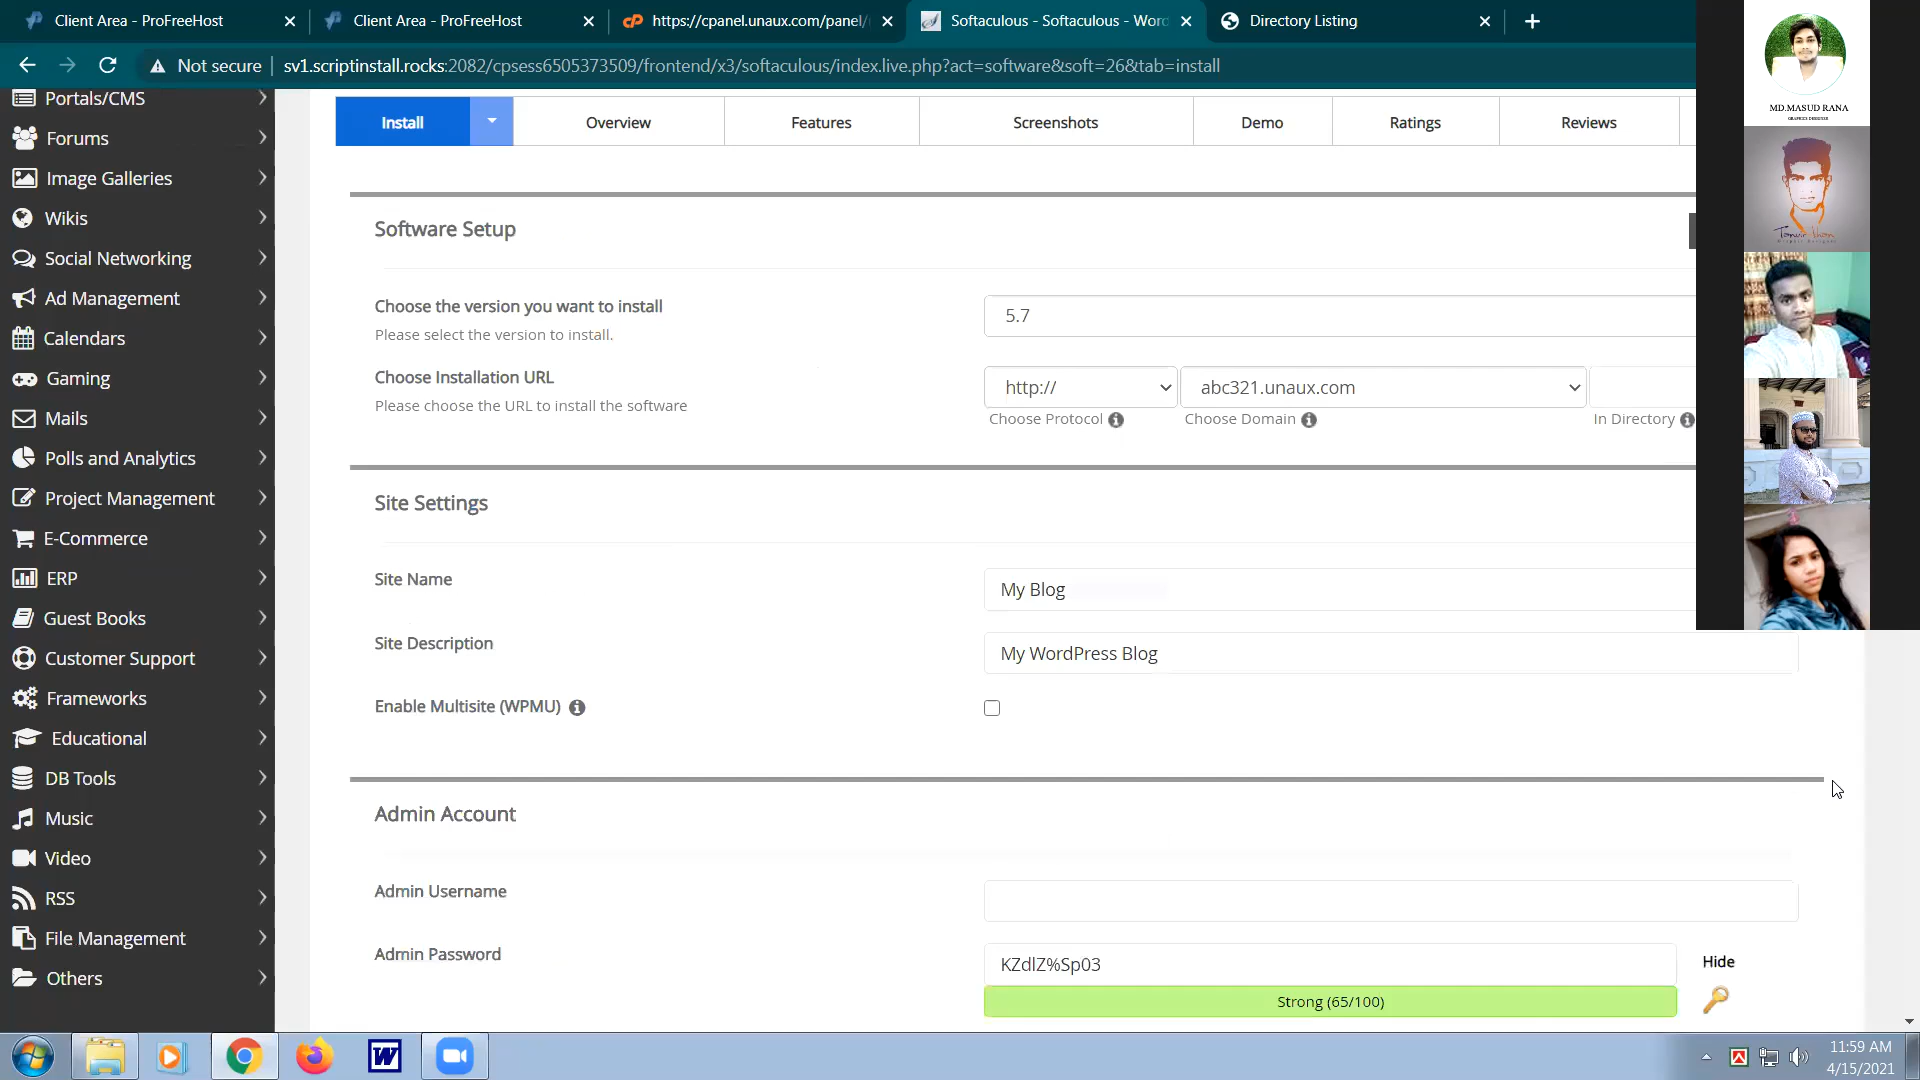 Client Area - ProFreeHost
Client Area - ProFreeHost
https://cpanel.unaux.com/panel/
Softaculous - Softaculous - Wor
Directory Listing
Not secure
sv1.scriptinstall.rocks:2082/cpsess6505373509/frontend/x3/softaculous/index.live.php?act=software&soft=26&tab=install
Portals/CMS
Forums
Image Galleries
Wikis
Social Networking
Ad Management
Calendars
Gaming
Mails
Polls and Analytics
Project Management
E-Commerce
ERP
Guest Books
Customer Support
Frameworks
Educational
DB Tools
Music
Video
RSS
File Management
Others
Install
Overview
Features
Screenshots
Demo
Ratings
Reviews
Software Setup
Choose the version you want to install
Please select the version to install.
5.7
Choose Installation URL
Please choose the URL to install the software
http://
abc321.unaux.com
Choose Protocol
Choose Domain
In Directory
Site Settings
Site Name
My Blog
Site Description
My WordPress Blog
Enable Multisite (WPMU)
Admin Account
Admin Username
Admin Password
KZdlZ%Sp03
Hide
Strong (65/100)
MD.MASUD RANA
11:59 AM
4/15/2021